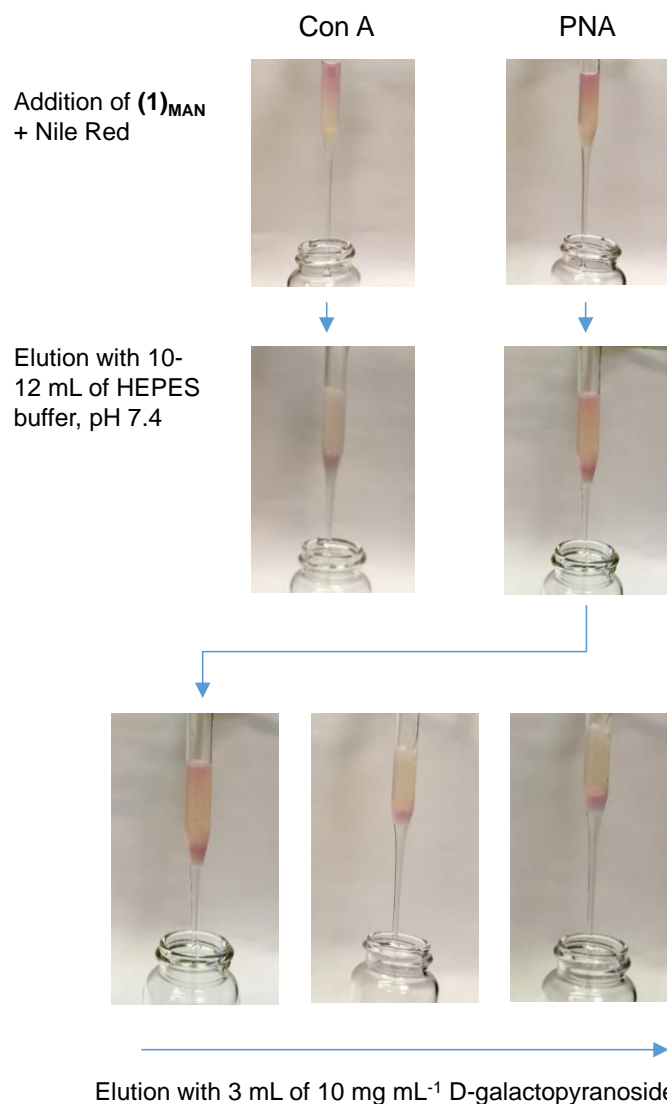 Con A PNA
Addition of (1)MAN
+ Nile Red
Elution with 10-
12 mL of HEPES
buffer, pH 7.4
Elution with 3 mL of 10 mg mL-1 D-galactopyranoside